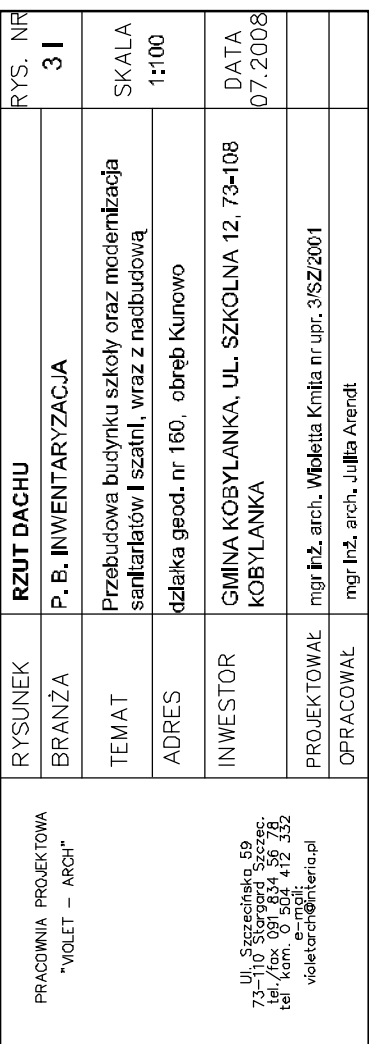 PRACOWNIA PROJEKTOWA
"VIOLET – ARCH"
Ul. Szczecińska 59
73–110 Stargard Szczec.
tel./fax 091 834 56 78
tel kam. 0 504 412 332
e–mail:
violetarch@interia.pl
RYSUNEK RZUT DACHU RYS. NR
BRANŻA P. B. INWENTARYZACJA 3 I
TEMAT Przebudowa budynku szkoły oraz modernizacja
sanitariatów i szatni, wraz z nadbudową
SKALA
1:100
ADRES działka geod. nr 160, obręb Kunowo
INWESTOR GMINA KOBYLANKA, UL. SZKOLNA 12, 73-108
KOBYLANKA
DATA
07.2008
PROJEKTOWAŁ mgr inż. arch. Wioletta Kmita nr upr. 3/SZ/2001
OPRACOWAŁ mgr inż. arch. Julita Arendt